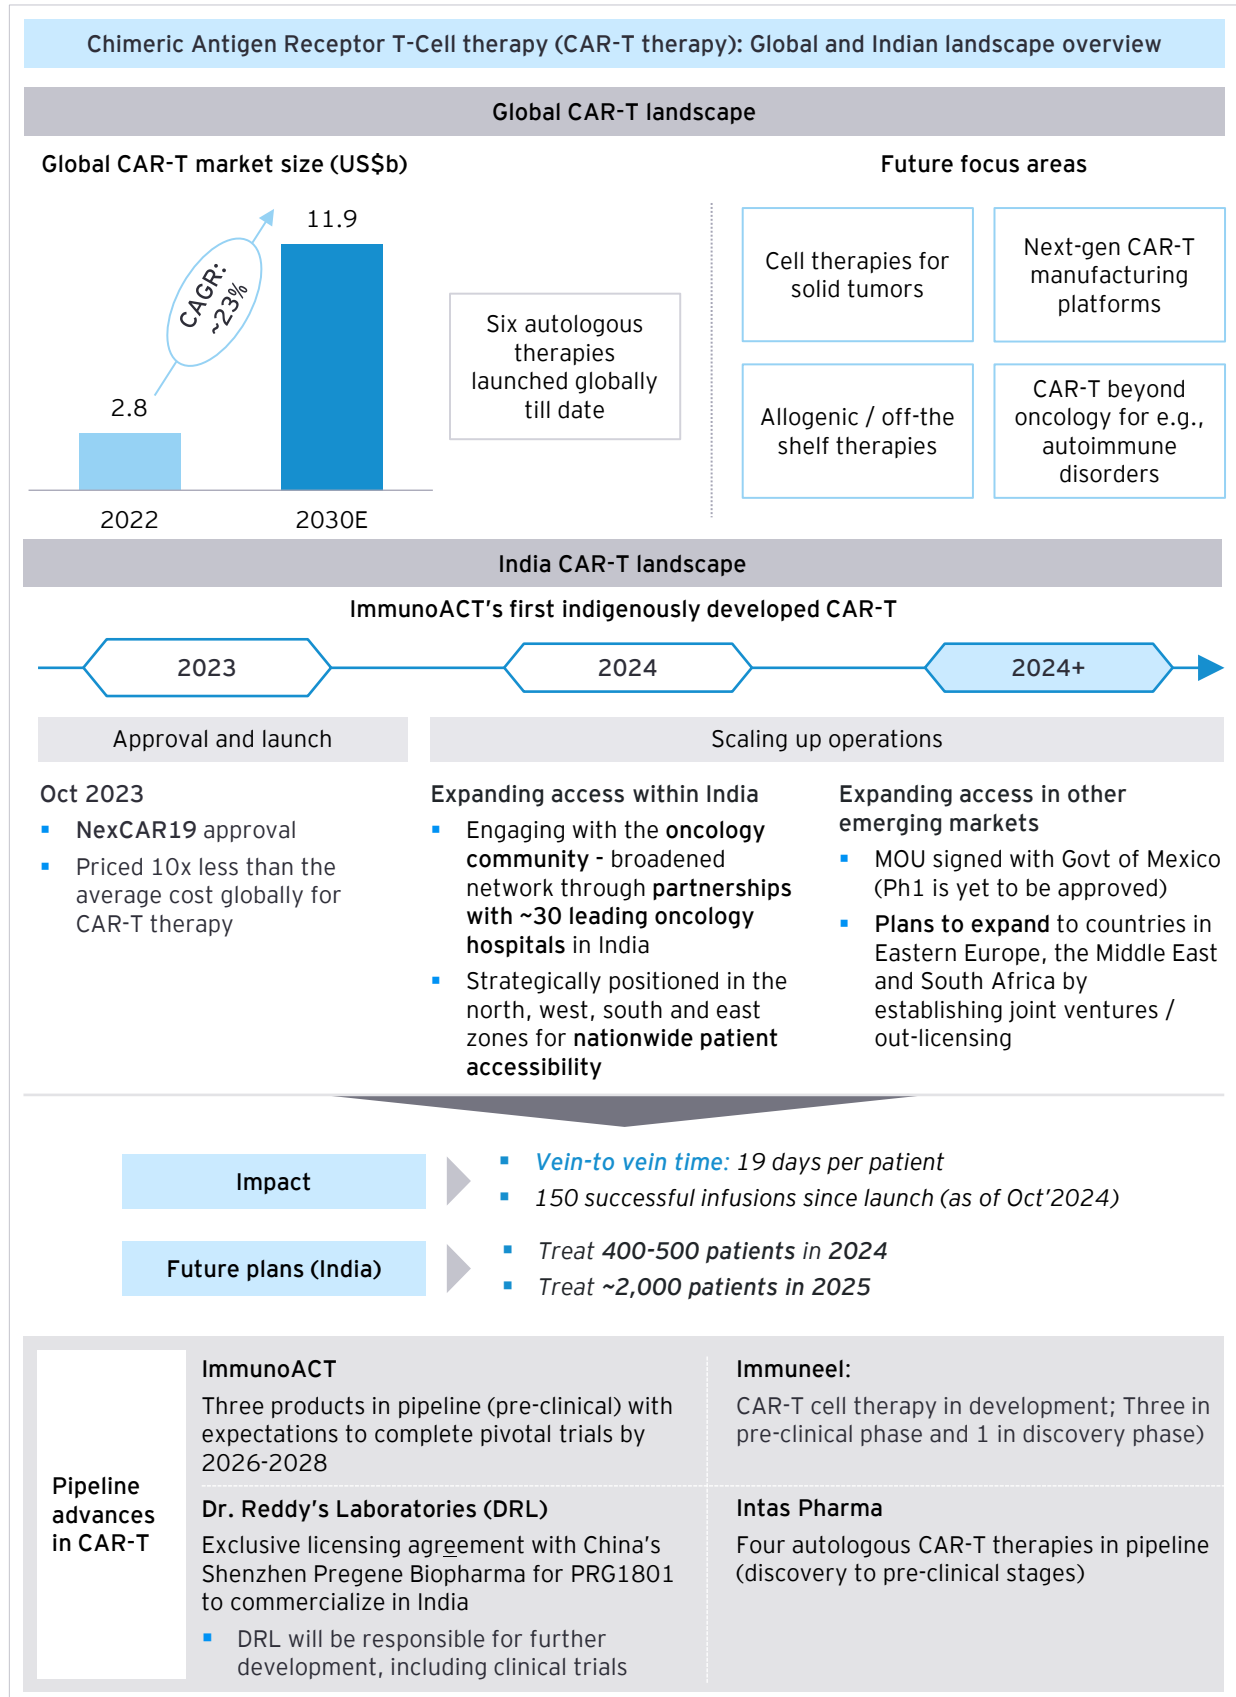 Chimeric Antigen Receptor T-Cell therapy (CAR-T therapy): Global and Indian landscape overview
Global CAR-T landscape
Global CAR-T market size (US$b)
11.9
CAGR:
~23%
2.8
2022
2030E
Six autologous
therapies
launched globally
till date
Future focus areas
Cell therapies for
solid tumors
Next-gen CAR-T
manufacturing
platforms
Allogenic / off-the
shelf therapies
CAR-T beyond
oncology for e.g.,
autoimmune
disorders
India CAR-T landscape
ImmunoACT's first indigenously developed CAR-T
2023
2024
2024+
Approval and launch
Scaling up operations
Oct 2023
▪ NexCAR19 approval
▪ Priced 10x less than the
average cost globally for
CAR-T therapy
Expanding access within India
▪ Engaging with the oncology
community - broadened
network through partnerships
with ~30 leading oncology
hospitals in India
▪ Strategically positioned in the
north, west, south and east
zones for nationwide patient
accessibility
Expanding access in other
emerging markets
▪ MOU signed with Govt of Mexico
(Ph1 is yet to be approved)
▪ Plans to expand to countries in
Eastern Europe, the Middle East
and South Africa by
establishing joint ventures /
out-licensing
Impact
▪ Vein-to vein time: 19 days per patient
▪ 150 successful infusions since launch (as of Oct'2024)
Future plans (India)
▪ Treat 400-500 patients in 2024
▪ Treat ~2,000 patients in 2025
Pipeline
advances
in CAR-T
ImmunoACT
Three products in pipeline (pre-clinical) with
expectations to complete pivotal trials by
2026-2028
Immuneel:
CAR-T cell therapy in development; Three in
pre-clinical phase and 1 in discovery phase)
Dr. Reddy's Laboratories (DRL)
Exclusive licensing agreement with China's
Shenzhen Pregene Biopharma for PRG1801
to commercialize in India
▪ DRL will be responsible for further
development, including clinical trials
Intas Pharma
Four autologous CAR-T therapies in pipeline
(discovery to pre-clinical stages)